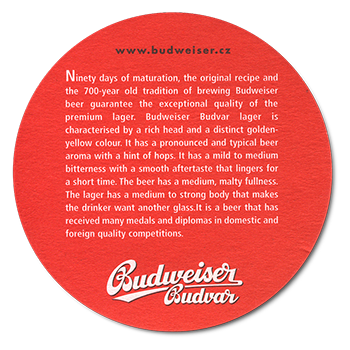 www.budweiser.cz
Ninety days of maturation, the original recipe and
the 700-year old tradition of brewing Budweiser
beer guarantee the exceptional quality of the
premium lager. Budweiser Budvar lager is
characterised by a rich head and a distinct golden-
yellow colour. It has a pronounced and typical beer
aroma with a hint of hops. It has a mild to medium
bitterness with a smooth aftertaste that lingers for
a short time. The beer has a medium, malty fullness.
The lager has a medium to strong body that makes
the drinker want another glass.It is a beer that has
received many medals and diplomas in domestic and
foreign quality competitions.
Budweiser
Budvar